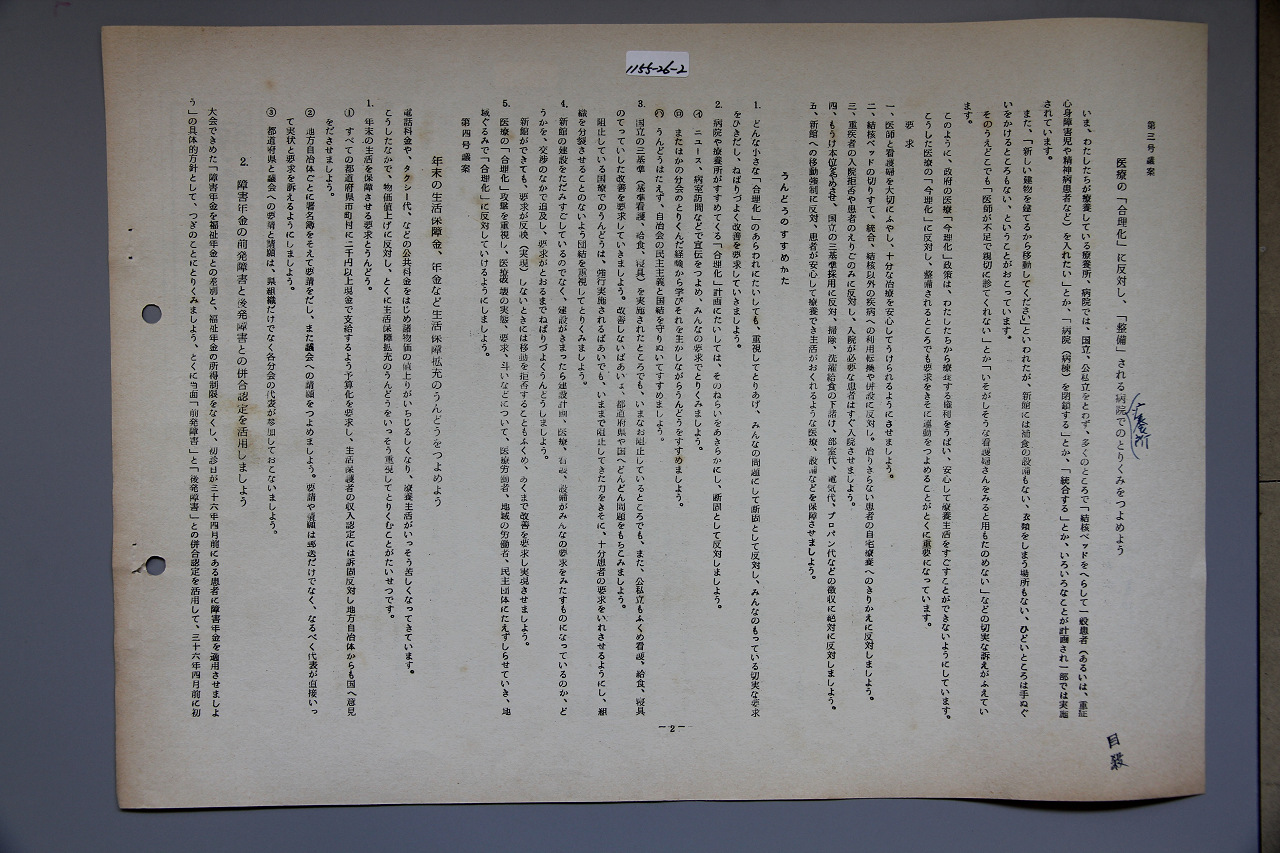 1155-26-2
第三号議案
医療の「合理化」に反対し、「整備」される病院でのとりくみをつよめよう
療養所
いま、わたしたちが療養している療養所、病院では、国立、公私立をとわず、多くのところで「結核ベッドをへらして一般患者(あるいは、重症
心身障害児や精神病患者など)を入れたい」とか、「病院(病棟)を閉鎖する」とか、「統合する」とか、いろいろなことが計画され一部では実施
されています。
また、「新しい建物を建てるから移動してください」といわれたが、新館には補食の設備もない、衣類をしまう場所もない、ひどいところは手ぬぐ
いをかけるところもない、ということがおこっています。
そのうえどこでも「医師が不足で親切に診てくれない」とか「いそがしそうな看護婦さんをみると用もたのめない」などの切実な訴えがふえてい
ます。
このように、政府の医療「合理化」政策は、わたしたちから療養する権利をうばい、安心して療養生活をすごすことができないようにしています。
こうした医療の「合理化」に反対し、整備されるところでも要求をきそに運動をつよめることがとくに重要になっています。
要求
一、医師と看護婦を大切にふやし、十分な治療を安心してうけられるようにさせましょう。
二、結核ベッドの切りすて、統合、結核以外の疾病への利用転換や併設に反対し。治りきらない患者の自宅療養へのきりかえに反対しましょう。
三、重疾者の入院拒否や患者のえりごのみに反対し、入院が必要な患者はすぐ入院させましょう。
四、もうけ本位をやめさせ、国立の三基準採用に反対、掃除、洗濯給食の下請け、部室代、電気代、プロパン代などの徴収に絶対に反対しましょう。
五、新館への移動強制に反対、患者が安心して療養でき生活がおくれるような医療、設備などを保障させましょう。
うんどうのすすめかた
1. どんな小さな「合理化」のあらわれにたいしても、重視してとりあげ、みんなの問題にして断固として反対し、みんなのもっている切実な要求
をひきだし、ねばりづよく改善を要求していきましょう。
2. 病院や療養所がすすめてくる「合理化」計画にたいしては、そのねらいをあきらかにし、断固として反対しましょう。
㋑ ニュース、病室訪問などで宣伝をつよめ、みんなの要求でとりくみましょう。
㋺ またほかの分会のとりくんだ経験から学びそれを生かしながらうんどうをすすめましょう。
㋩ うんどうはたえず、自治会の民主主義と団結を守りぬいてすすめましょう。
3. 国立の三基準(基準看護、給食、寝具)を実施されたところでも、いまなお阻止しているところでも、また、公私立もふくめ看護、給食、寝具
のてっていした改善を要求していきましょう。改善しないばあいは、都道府県や国へどんどん問題をもちこみましょう。
阻止している国療でのうんどうは、強行実施されるばあいでも、いままで阻止してきた力をきそに、十分患者の要求をいれさせるようにし、組
織を分裂させることのないよう団結を重視してとりくみましょう。
4. 新館の建設をただみすごしているのでなく、建設がきまったら建設計画、医療、看護、設備がみんなの要求をみたすものになっているのか、ど
うかを、交渉のなかで追及し、要求がとおるまでねばりづよくうんどうしましょう。
新館ができても、要求が反映(実現)しないときには移動を拒否することもふくめ、あくまで改善を要求し実現させましょう。
5. 医療の「合理化」攻撃を重視し、医療破壊の実態、要求、斗いなどについて、医療労働者、地域の労働者、民主団体にたえずしらせていき、地
域ぐるみで「合理化」に反対していけるようにしましょう。
第四号議案
年末の生活保障金、年金など生活保障拡充のうんどうをつよめよう
電話料金や、タクシー代、などの公共料金をはじめ諸物価の値上りがいちじるしくなり、療養生活がいっそう苦しくなってきています。
こうしたなかで、物価値上げに反対し、とくに生活保障拡充のうんどうをいっそう重視してとりくむことがたいせつです。
1. 年末の生活を保障させる要求とうんどう。
① すべての都道府県市町村に二千円以上現金で支給するよう予算化を要求し、生活保護者の収入認定には断固反対し地方自治体からも国へ意見
をださせましょう。
② 地方自治体ごとに署名簿をそえて要請をだし、また議会への請願をつよめましょう。要請や請願は郵送だけでなく、なるべく代表が直接いっ
て実状と要求を訴えるようにしましょう。
③ 都道府県と議会への要請と請願は、県組織だけでなく各分会の代表が参加しておこないましょう。
2. 障害年金の前発障害と後発障害との併合認定を活用しましょう
大会できめた「障害年金を福祉年金との差別と、福祉年金の所得制限をなくし、初診日が三十六年四月前にある患者に障害年金を適用させましょ
う」の具体的方針として、つぎのことにとりくみましょう、とくに当面「前発障害」と「後発障害」との併合認定を活用して、三十六年四月前に初
—2—
目殺